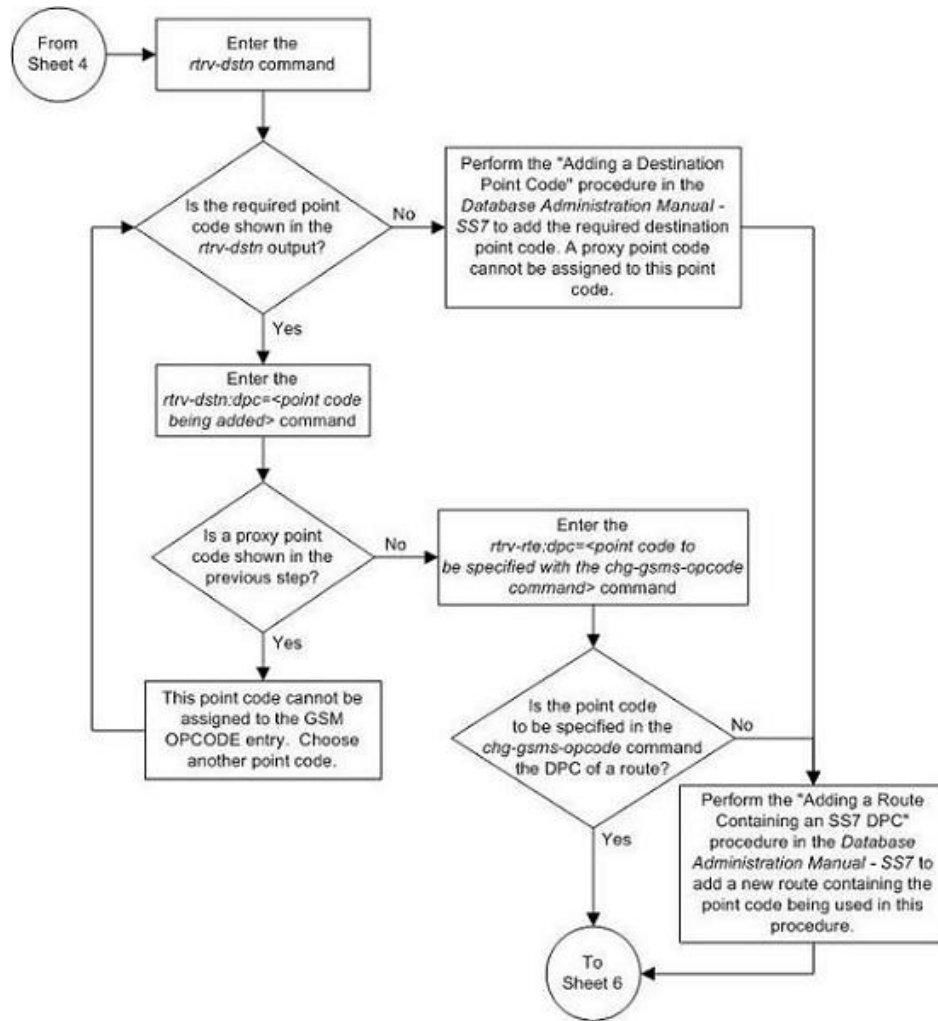 From
Sheet 4
Enter the
rtrv-dstn command
Is the required point
code shown in the
rtrv-dstn output?
No
Perform the "Adding a Destination
Point Code" procedure in the
Database Administration Manual -
SS7 to add the required destination
point code. A proxy point code
cannot be assigned to this point
code.
Yes
Enter the
rtrv-dstn:dpc=<point code
being added> command
Is a proxy point
code shown in the
previous step?
No
Enter the
rtrv-rte:dpc=<point code to
be specified with the chg-gsms-opcode
command> command
Yes
This point code cannot be
assigned to the GSM
OPCODE entry. Choose
another point code.
Is the point code
to be specified in the
chg-gsms-opcode command
the DPC of a route?
No
Perform the "Adding a Route
Containing an SS7 DPC"
procedure in the Database
Administration Manual - SS7 to
add a new route containing the
point code being used in this
procedure.
Yes
To
Sheet 6